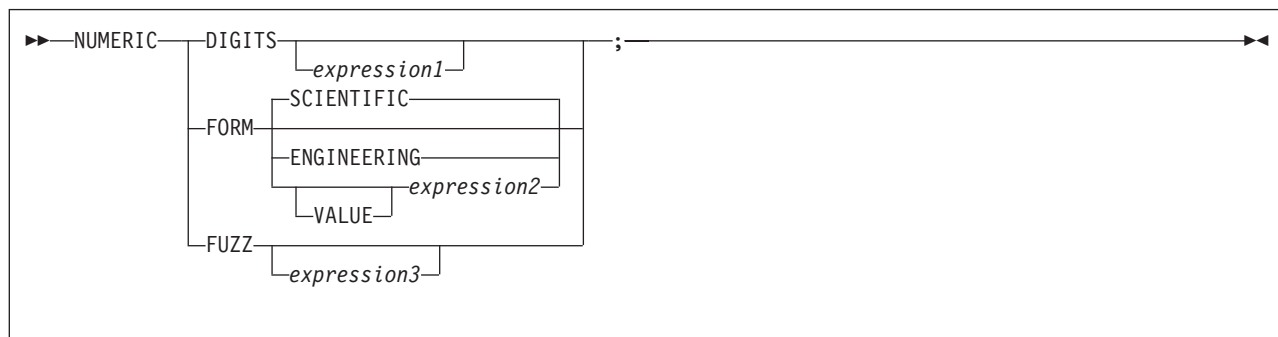 NUMERIC DIGITS ;
expression1
SCIENTIFIC
FORM
ENGINEERING
expression2
VALUE
FUZZ
expression3